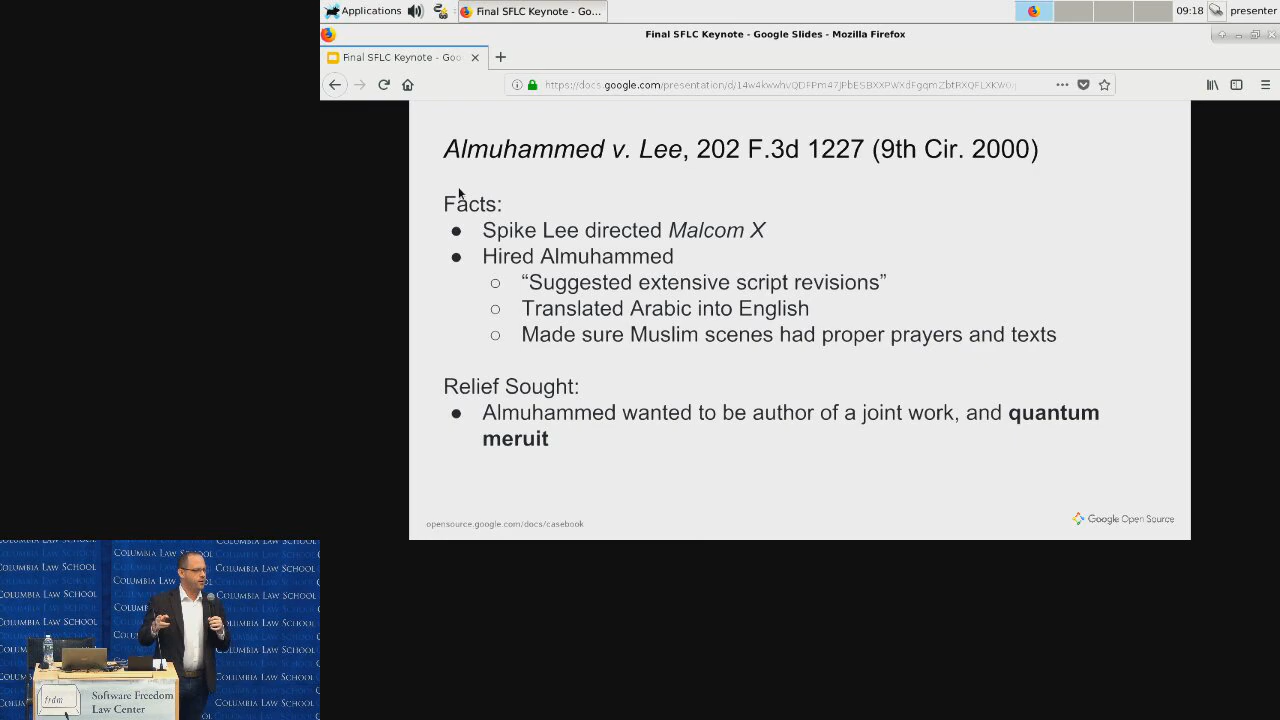 Applications
Final SFLC Keynote - Go...
09:18
presenter
Final SFLC Keynote - Google Slides - Mozilla Firefox
Final SFLC Keynote - Goo
Almuhammed v. Lee, 202 F.3d 1227 (9th Cir. 2000)
Facts:
● Spike Lee directed Malcom X
● Hired Almuhammed
○ “Suggested extensive script revisions”
○ Translated Arabic into English
○ Made sure Muslim scenes had proper prayers and texts
Relief Sought:
● Almuhammed wanted to be author of a joint work, and quantum
meruit
opensource.google.com/docs/casebook
Google Open Source
COLUMBIA LAW SCHOOL
frdm
Software Freedom
Law Center